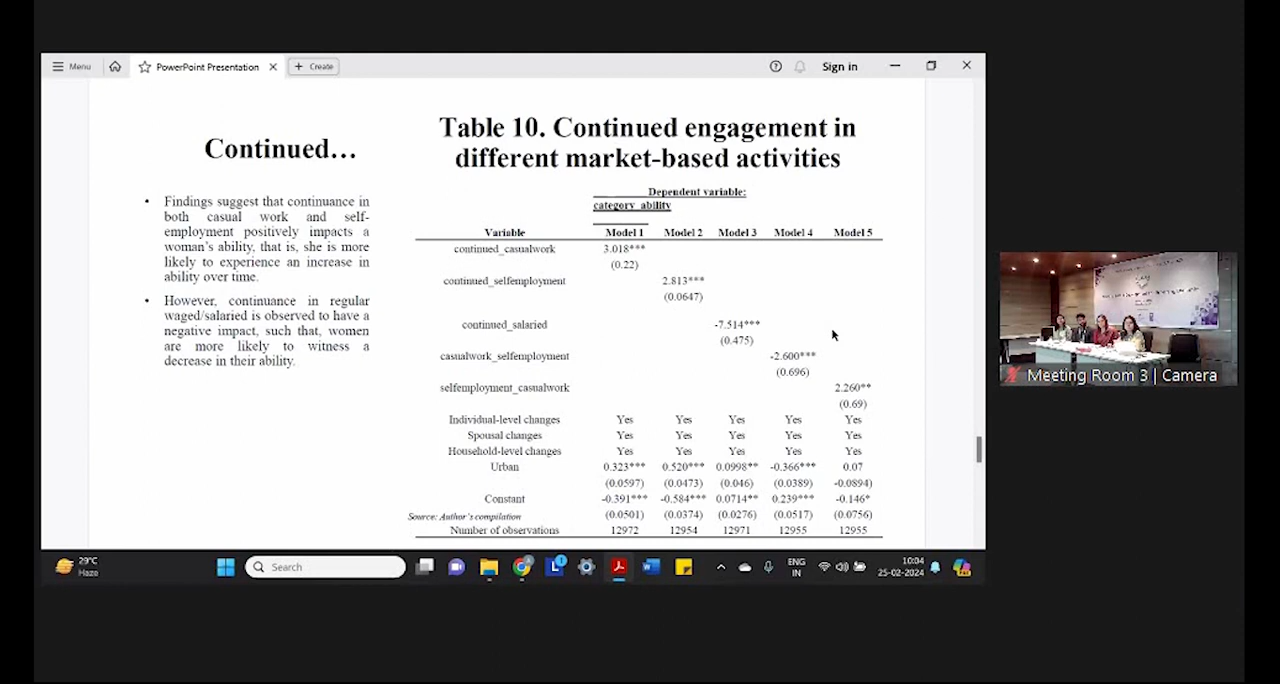 Menu
PowerPoint Presentation
Create
Sign in
Continued…
• Findings suggest that continuance in
both casual work and self-
employment positively impacts a
woman's ability, that is, she is more
likely to experience an increase in
ability over time.
• However, continuance in regular
waged/salaried is observed to have a
negative impact, such that, women
are more likely to witness a
decrease in their ability.
Table 10. Continued engagement in
different market-based activities
Dependent variable:
category_ability
Variable Model 1 Model 2 Model 3 Model 4 Model 5
continued_casualwork 3.018***
(0.22)
continued_selfemployment 2.813***
(0.0647)
continued_salaried -7.514***
(0.475)
casualwork_selfemployment -2.600***
(0.696)
selfemployment_casualwork 2.260**
(0.69)
Individual-level changes Yes Yes Yes Yes Yes
Spousal changes Yes Yes Yes Yes Yes
Household-level changes Yes Yes Yes Yes Yes
Urban 0.323*** 0.520*** 0.0998** -0.366*** 0.07
(0.0597) (0.0473) (0.046) (0.0389) -0.0894)
Constant -0.391*** -0.584*** 0.0714** 0.239*** -0.146*
Source: Author's compilation (0.0501) (0.0374) (0.0276) (0.0517) (0.0756)
Number of observations 12972 12954 12971 12955 12955
Meeting Room 3 | Camera
29°C
Haze
Search
ENG
IN
10:04
25-02-2024